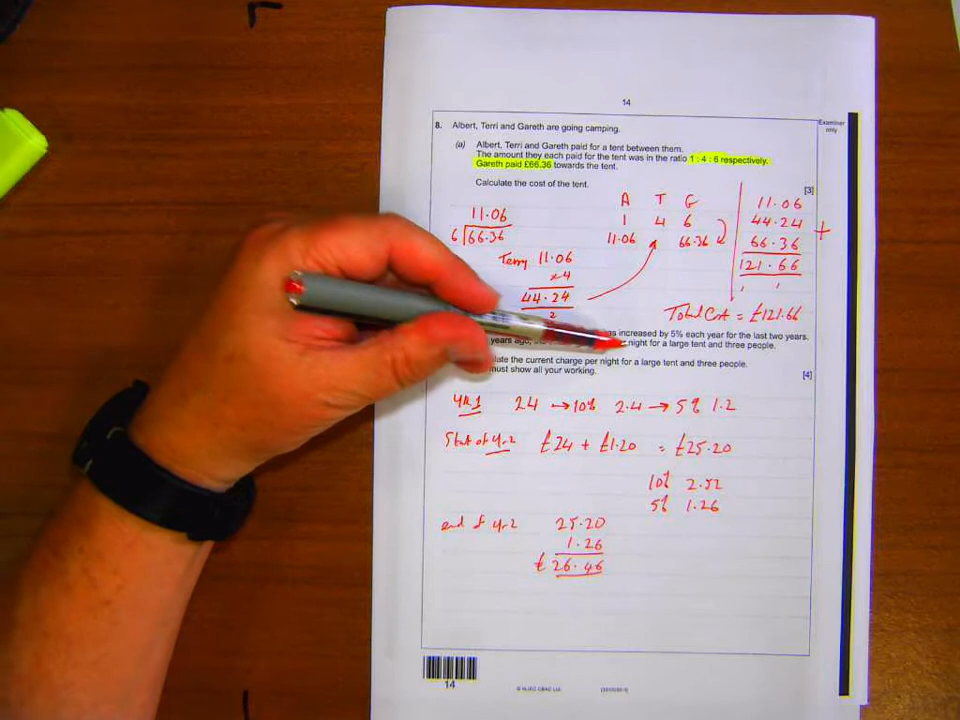 14
Examiner
only
8. Albert, Terri and Gareth are going camping.
(a) Albert, Terri and Gareth paid for a tent between them.
The amount they each paid for the tent was in the ratio 1 : 4 : 6 respectively.
Gareth paid £66.36 towards the tent.
Calculate the cost of the tent.
[3]
A T G
1 4 6
11.06 66.36
11.06
6 66.36
Terry 11.06
×4
44.24
2
11.06
44.24 +
66.36
121.66
Total Cost = £121.66
increased by 5% each year for the last two years.
years ago, night for a large tent and three people.
late the current charge per night for a large tent and three people.
must show all your working.
[4]
YR 1 24 → 10% 2.4 → 5% 1.2
Start of Yr 2 £24 + £1.20 = £25.20
10% 2.52
5% 1.26
end of yr 2 25.20
1.26
£ 26.46
14
© WJEC CBAC Ltd.